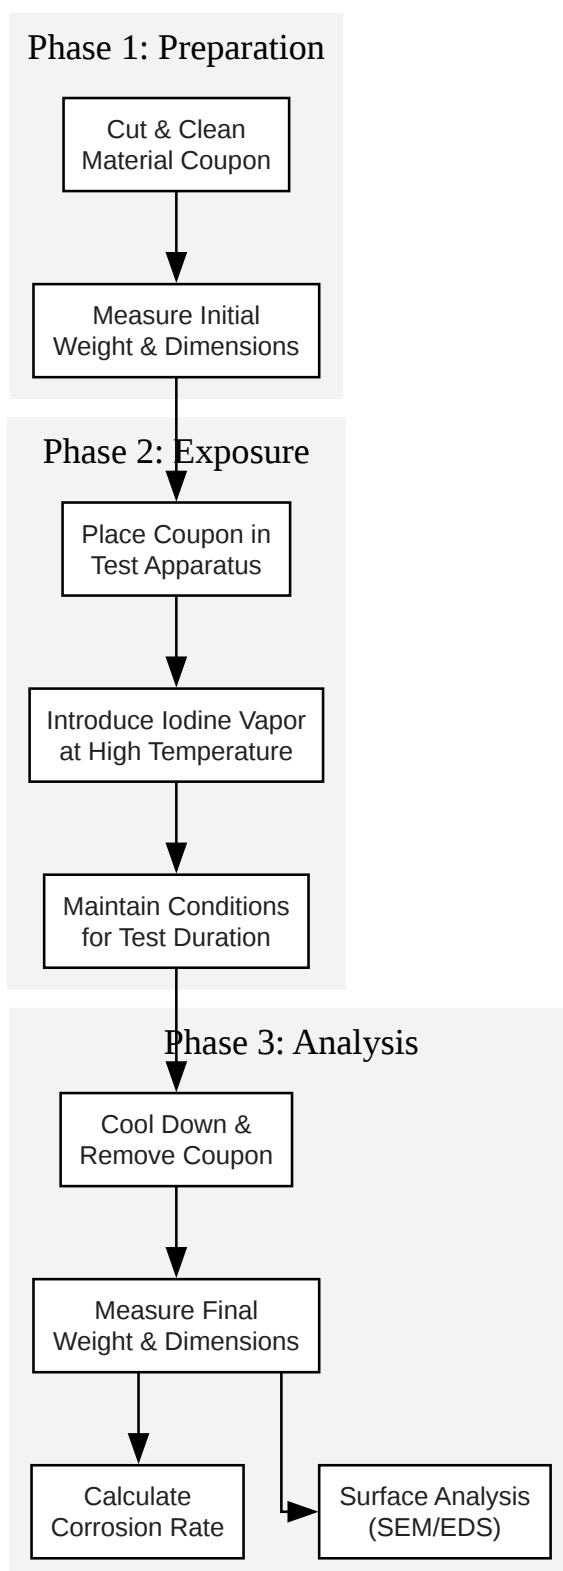 Phase 1: Preparation
Cut & Clean
Material Coupon
Measure Initial
Weight & Dimensions
Phase 2: Exposure
Place Coupon in
Test Apparatus
Introduce Iodine Vapor
at High Temperature
Maintain Conditions
for Test Duration
Phase 3: Analysis
Cool Down &
Remove Coupon
Measure Final
Weight & Dimensions
Calculate
Corrosion Rate
Surface Analysis
(SEM/EDS)